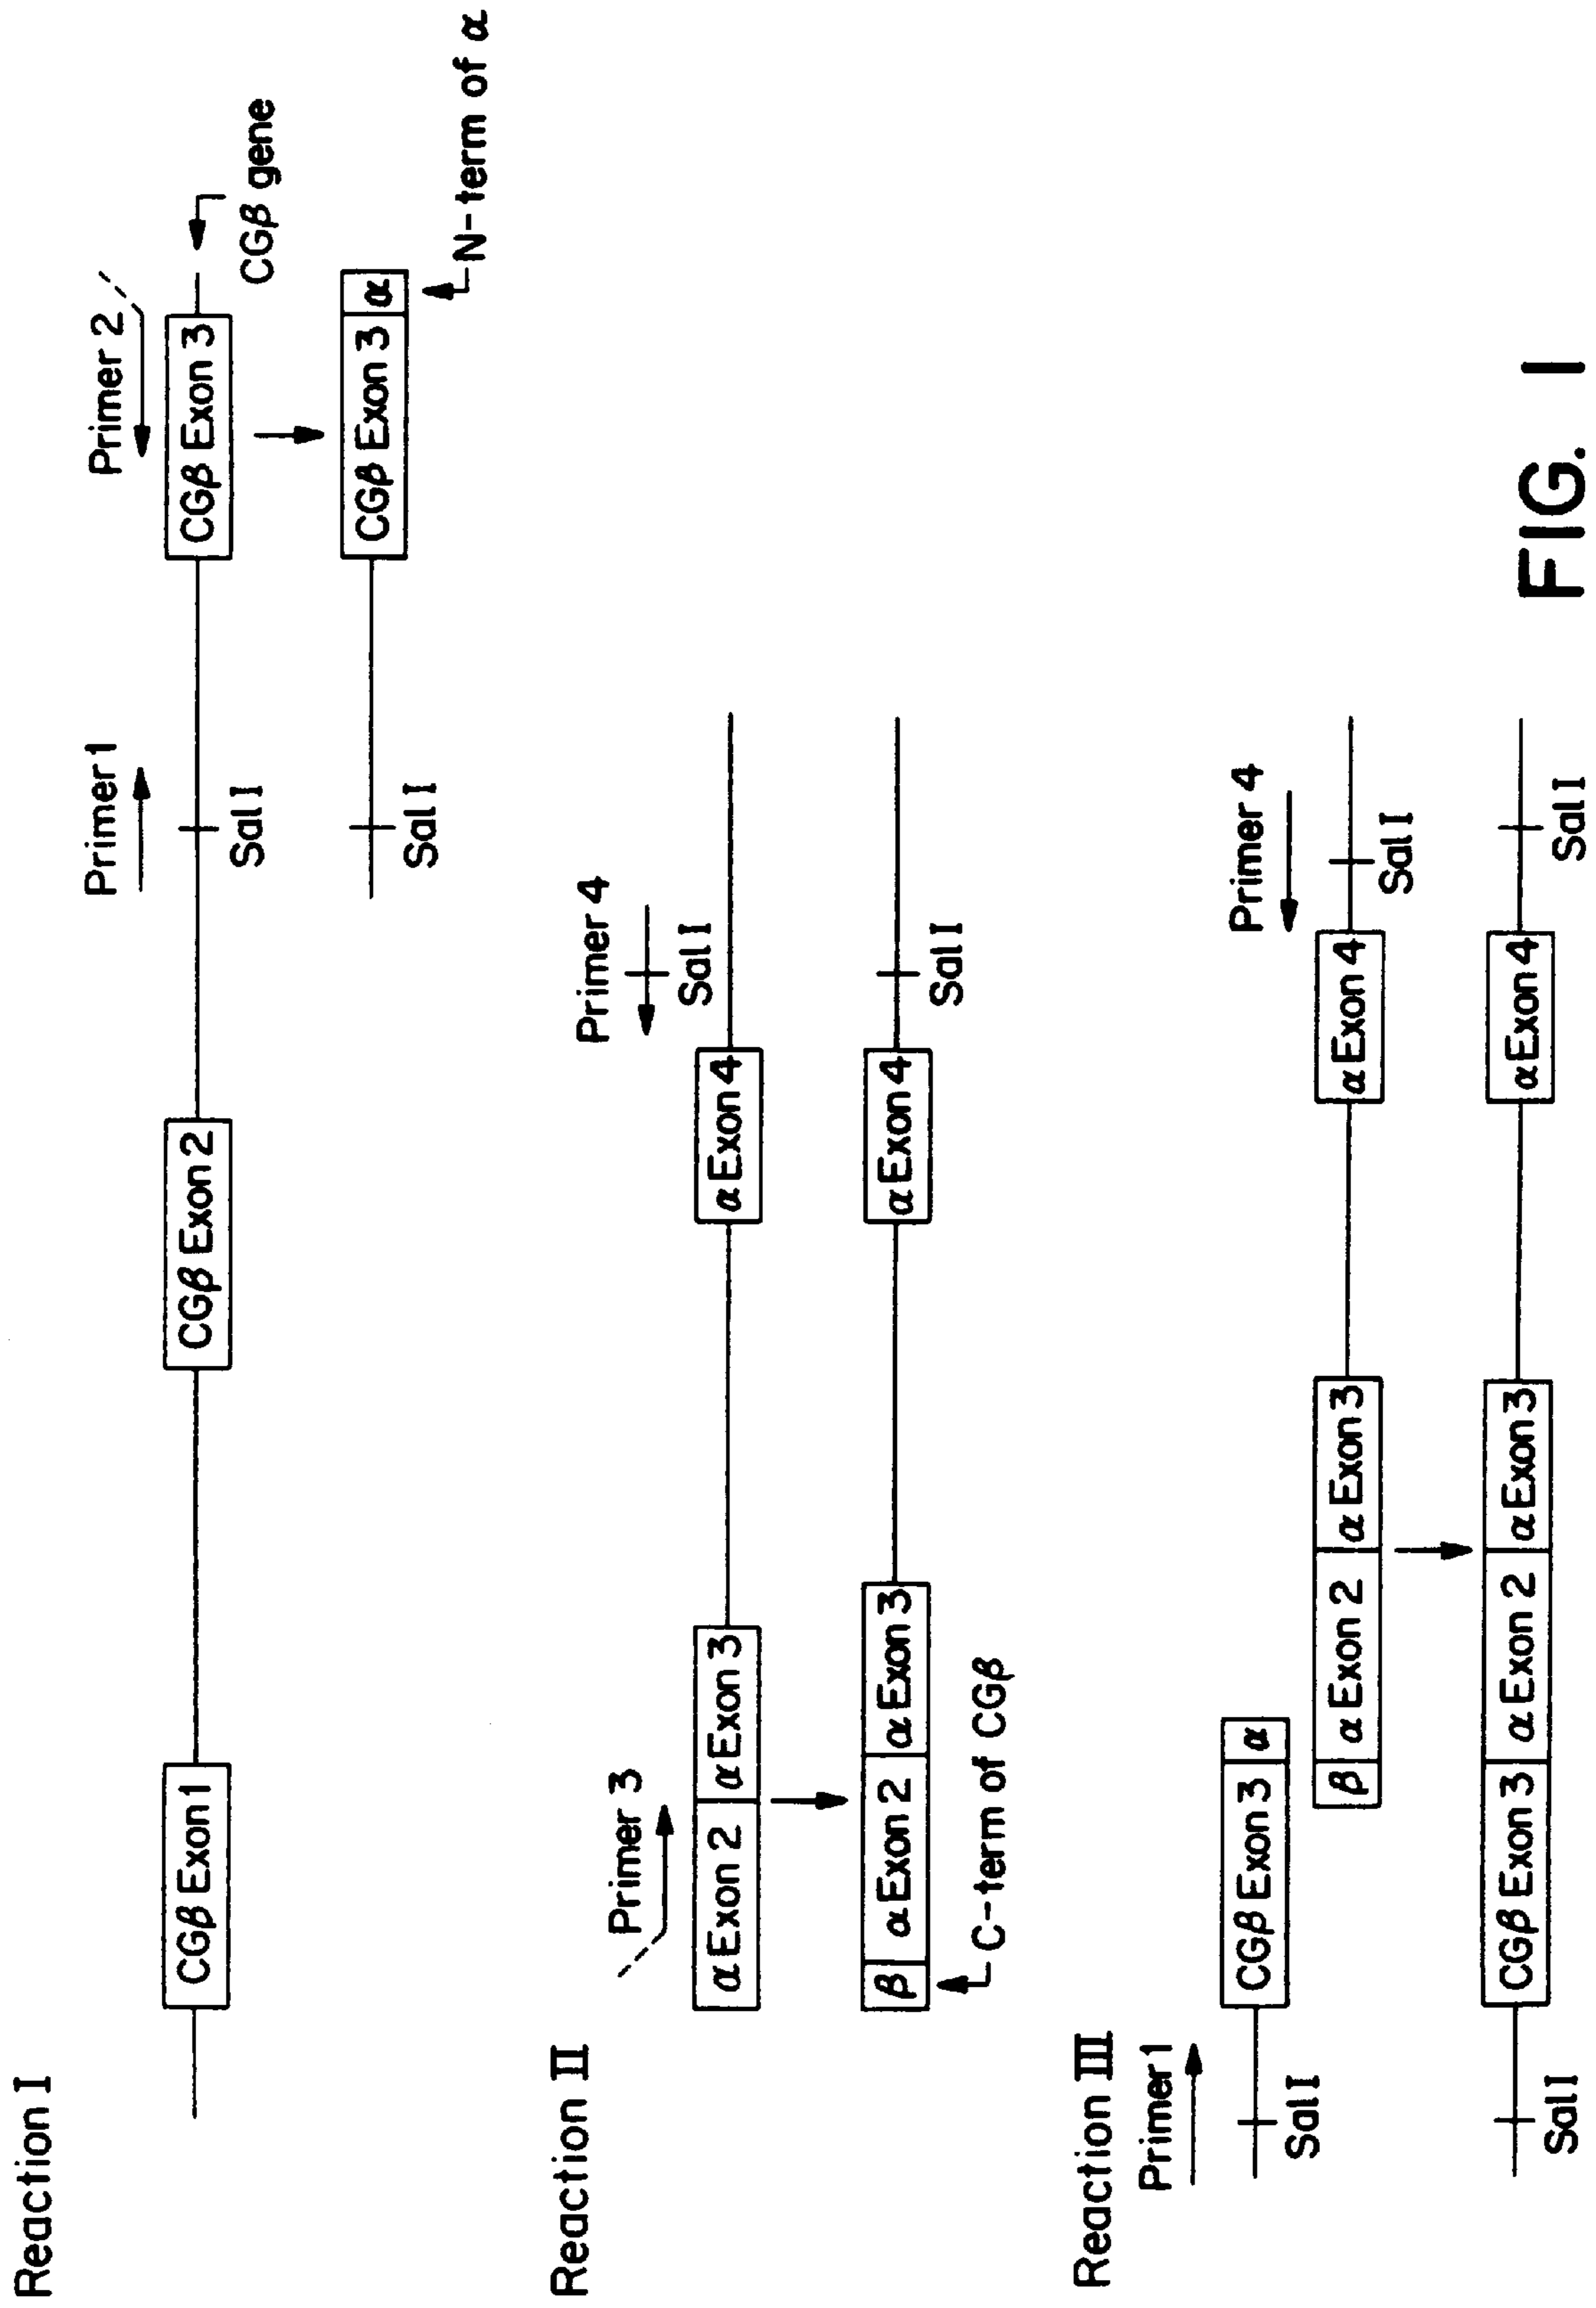 Reaction I
Primer 1
Primer 2
CGβ Exon 1
CGβ Exon 2
CGβ Exon 3
Sal I
CGβ gene
CGβ Exon 3
α
Sal I
N-term of α
Reaction II
Primer 3
Primer 4
Sal I
α Exon 2
α Exon 3
α Exon 4
β
α Exon 2
α Exon 3
α Exon 4
Sal I
C-term of CGβ
Reaction III
Primer 1
CGβ Exon 3
α
Sal I
Primer 4
β
α Exon 2
α Exon 3
α Exon 4
Sal I
CGβ Exon 3
α Exon 2
α Exon 3
α Exon 4
Sal I
Sal I
FIG. 1